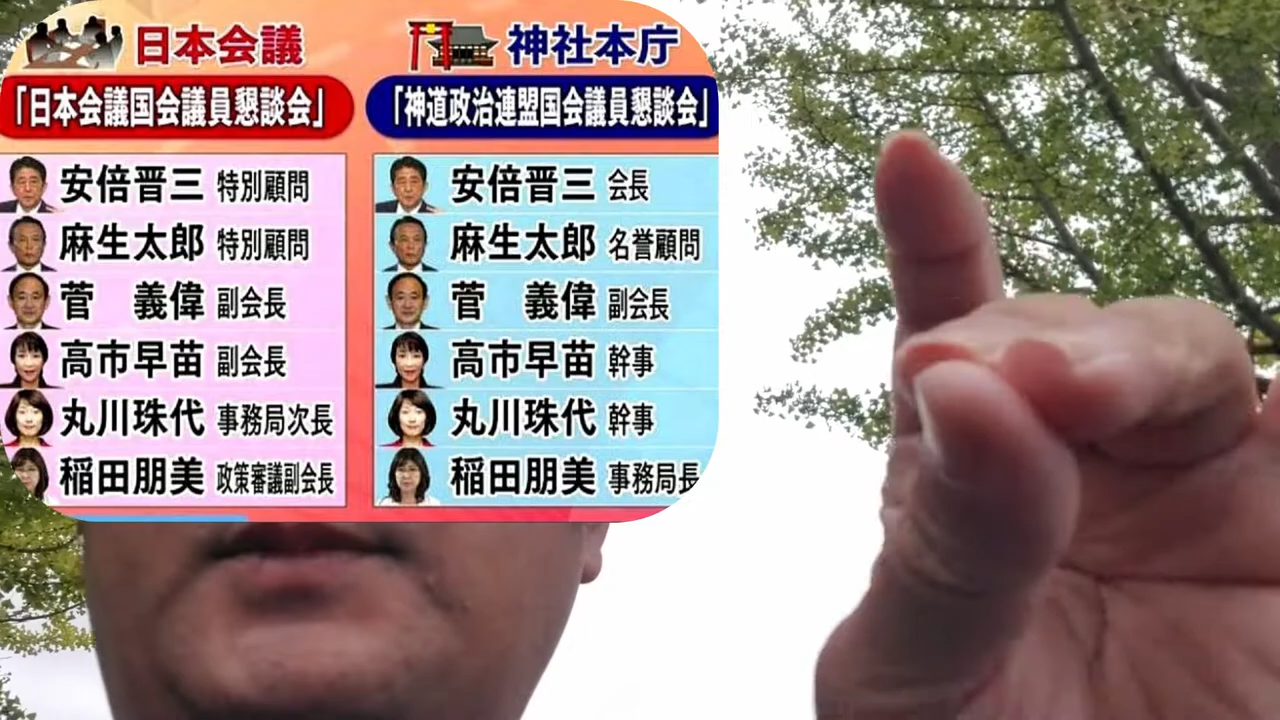 日本会議
「日本会議国会議員懇談会」
安倍晋三 特別顧問
麻生太郎 特別顧問
菅　義偉 副会長
高市早苗 副会長
丸川珠代 事務局次長
稲田朋美 政策審議副会長
神社本庁
「神道政治連盟国会議員懇談会」
安倍晋三 会長
麻生太郎 名誉顧問
菅　義偉 副会長
高市早苗 幹事
丸川珠代 幹事
稲田朋美 事務局長